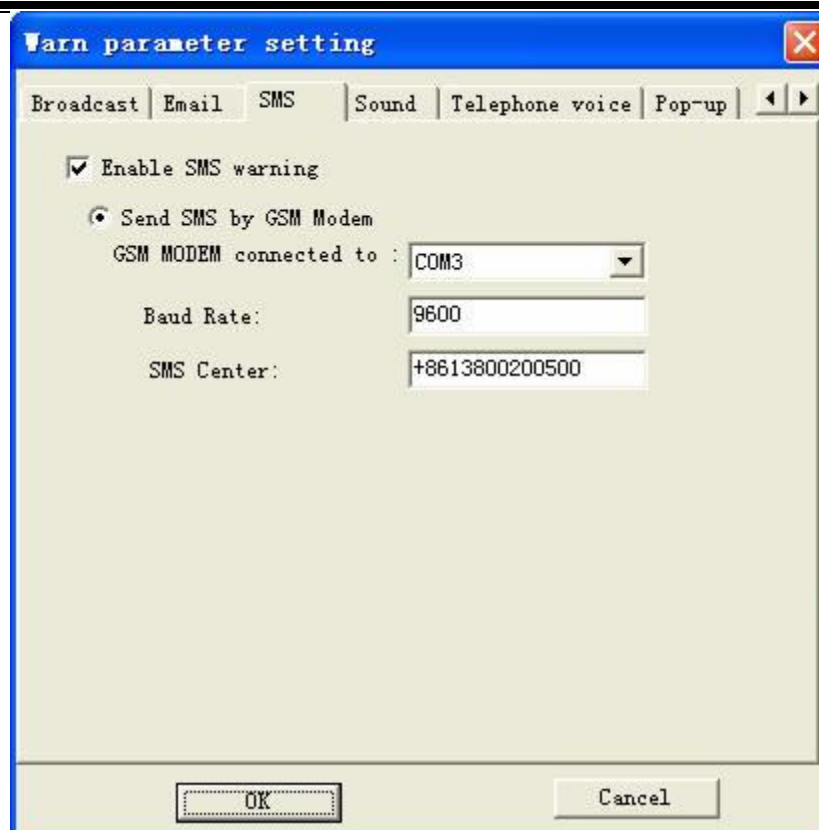 Warn parameter setting
Broadcast Email SMS Sound Telephone voice Pop-up
Enable SMS warning
Send SMS by GSM Modem
GSM MODEM connected to : COM3
Baud Rate: 9600
SMS Center: +8613800200500
OK Cancel